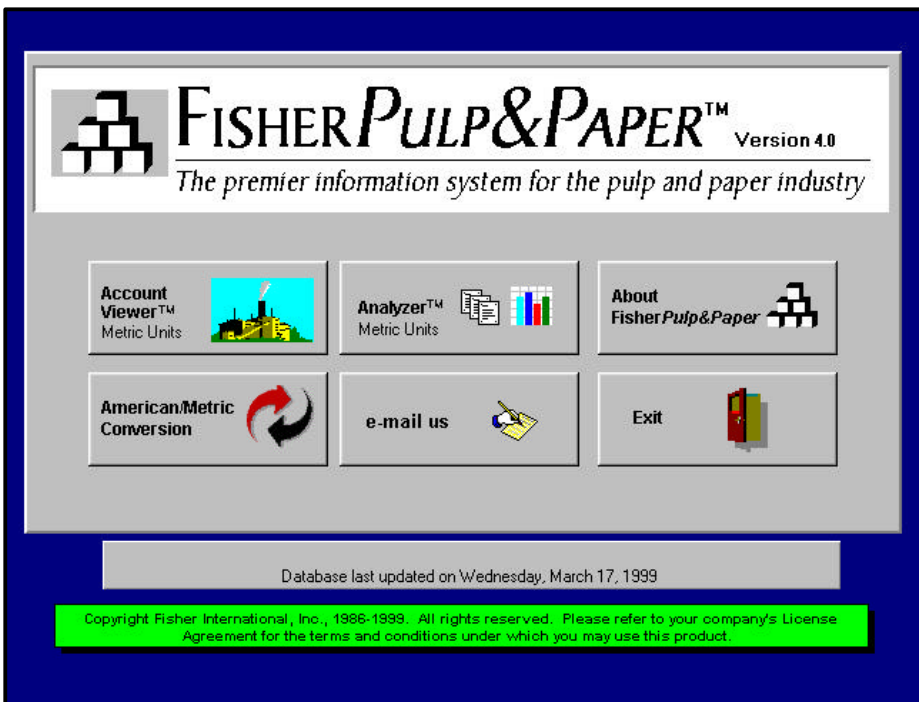 FISHER PULP&PAPER™ Version 4.0
The premier information system for the pulp and paper industry
Account
Viewer™
Metric Units
Analyzer™
Metric Units
About
FisherPulp&Paper
American/Metric
Conversion
e-mail us
Exit
Database last updated on Wednesday, March 17, 1999
Copyright Fisher International, Inc., 1986-1999. All rights reserved. Please refer to your company's License
Agreement for the terms and conditions under which you may use this product.